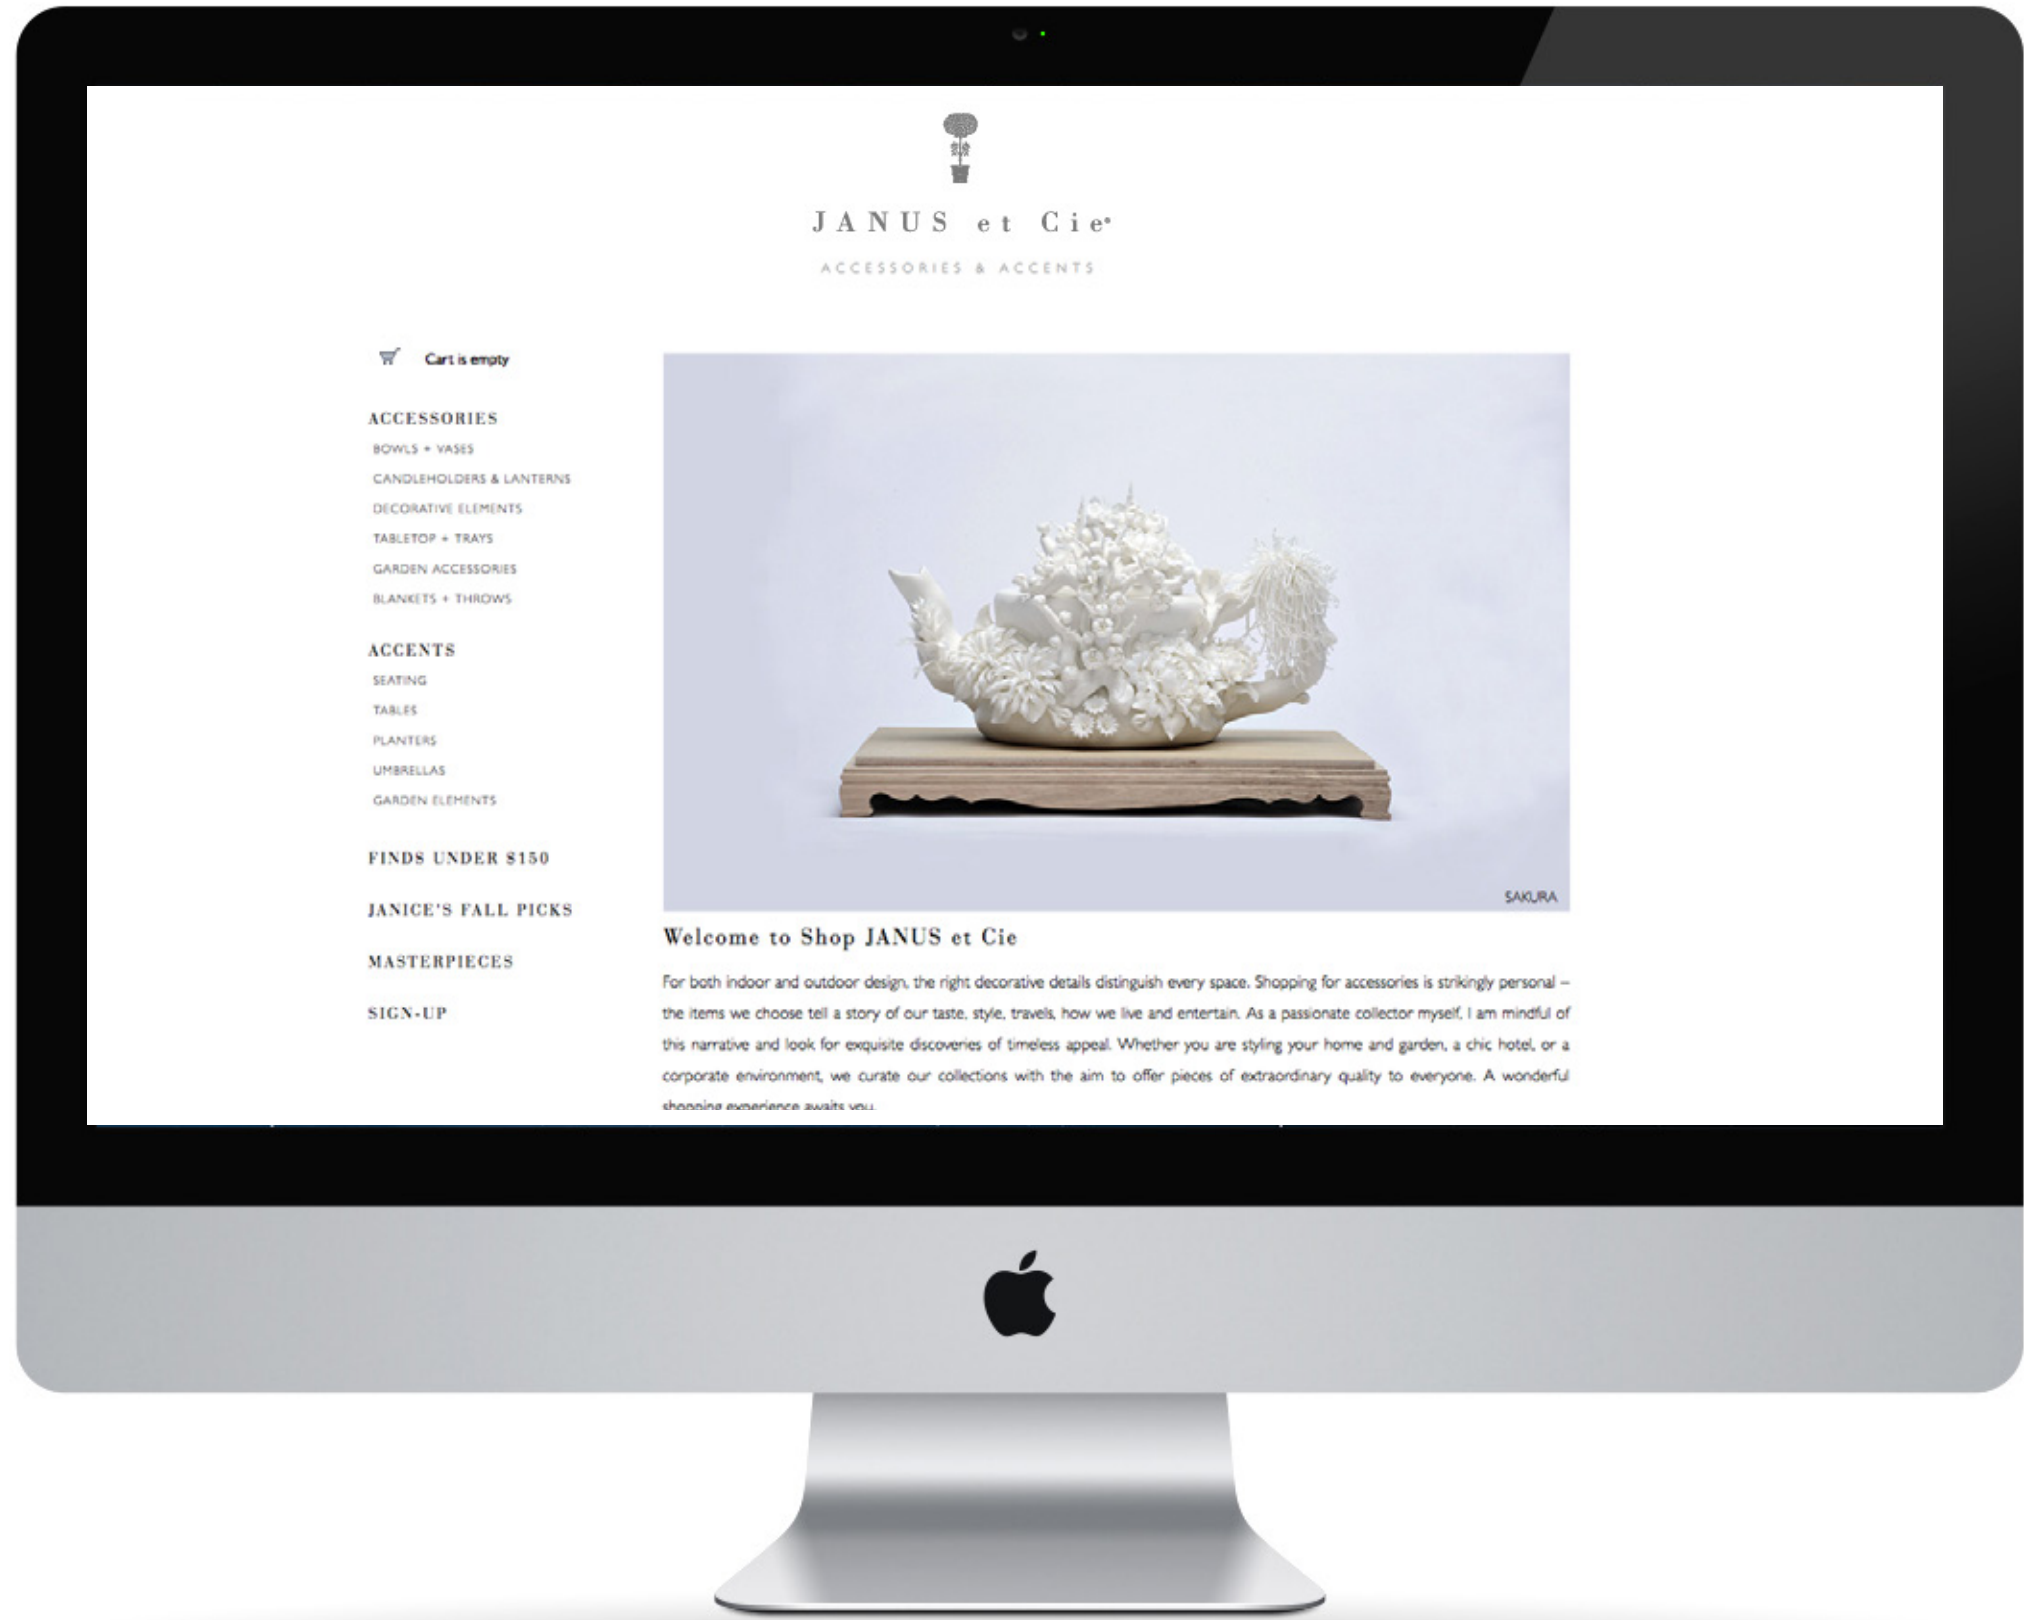 JANUS et Cie
ACCESSORIES & ACCENTS
Cart is empty
ACCESSORIES
BOWLS + VASES
CANDLEHOLDERS & LANTERNS
DECORATIVE ELEMENTS
TABLETOP + TRAYS
GARDEN ACCESSORIES
BLANKETS + THROWS
ACCENTS
SEATING
TABLES
PLANTERS
UMBRELLAS
GARDEN ELEMENTS
FINDS UNDER $150
JANICE'S FALL PICKS
MASTERPIECES
SIGN-UP
SAKURA
Welcome to Shop JANUS et Cie
For both indoor and outdoor design, the right decorative details distinguish every space. Shopping for accessories is strikingly personal –
the items we choose tell a story of our taste, style, travels, how we live and entertain. As a passionate collector myself, I am mindful of
this narrative and look for exquisite discoveries of timeless appeal. Whether you are styling your home and garden, a chic hotel, or a
corporate environment, we curate our collections with the aim to offer pieces of extraordinary quality to everyone. A wonderful
shopping experience awaits you.